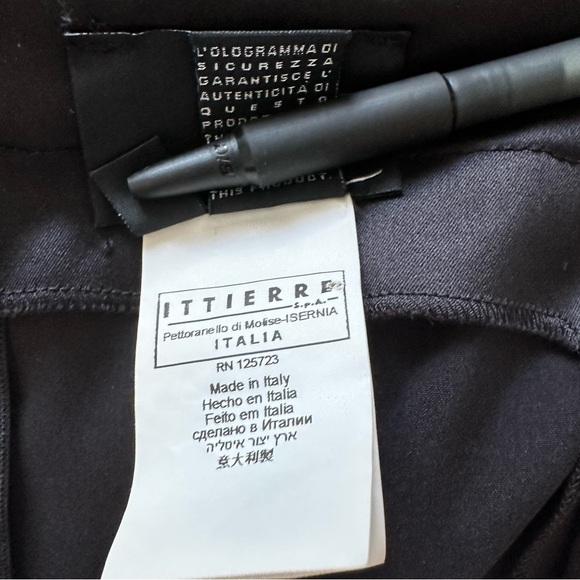 L'OLOGRAMMA DI
SICUREZZA
GARANTISCE L'
AUTENTICITÀ DI
QUESTO
THIS PRODUCT.
ITTIERRE
S.p.A.
Pettoranello di Molise-ISERNIA
ITALIA
RN 125723
Made in Italy
Hecho en Italia
Feito em Italia
сделано в Италии
ארץ יצור איטליה
意大利製